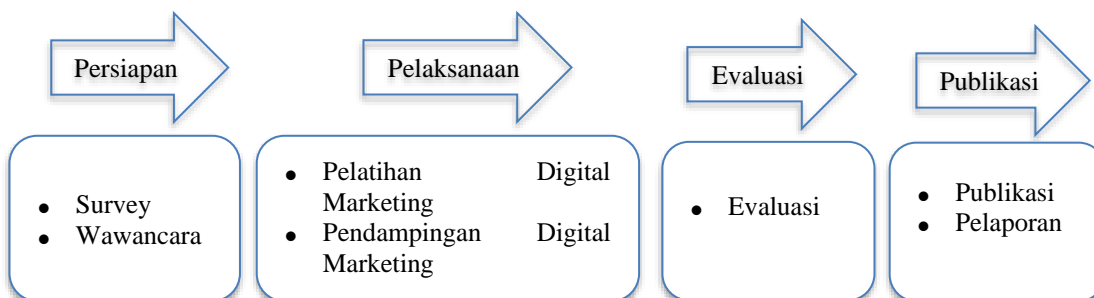 Persiapan
Pelaksanaan
Evaluasi
Publikasi
● Survey
● Wawancara
● Pelatihan Digital
Marketing
● Pendampingan Digital
Marketing
● Evaluasi
● Publikasi
● Pelaporan